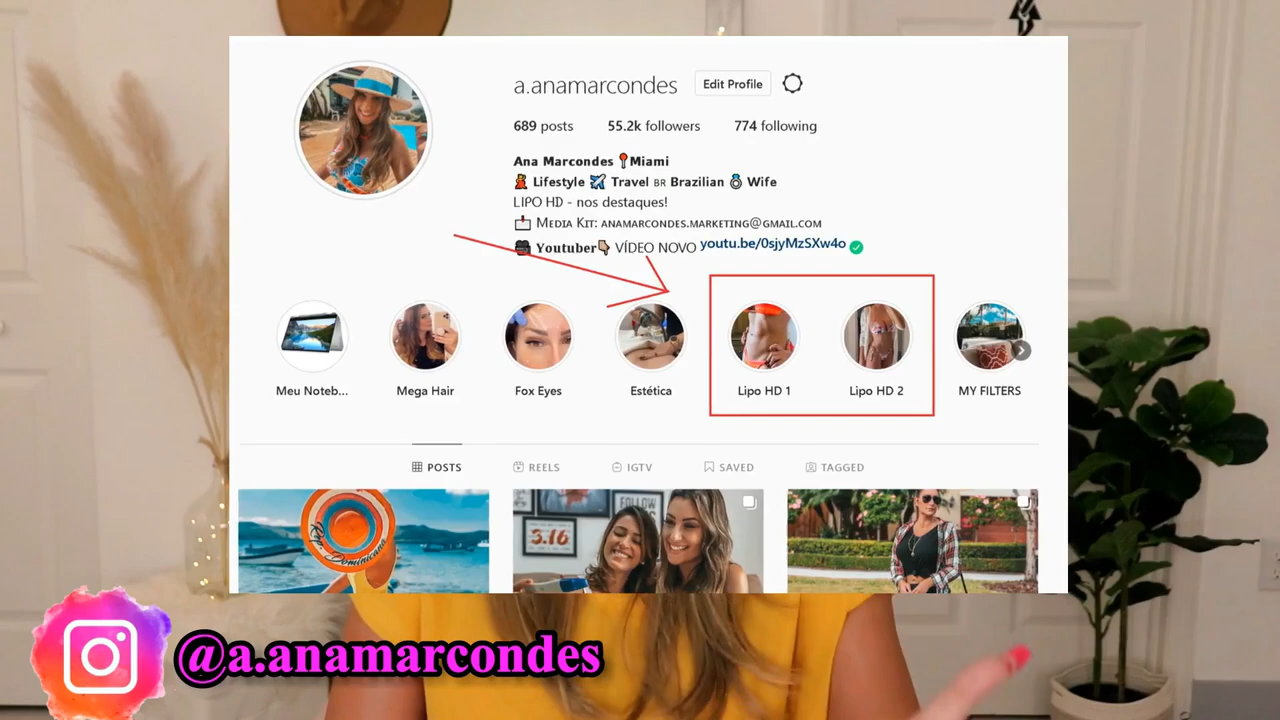 a.anamarcondes Edit Profile
689 posts 55.2k followers 774 following
Ana Marcondes 📍Miami
💃 Lifestyle ✈️ Travel BR Brazilian 💍 Wife
LIPO HD - nos destaques!
📩 Media Kit: anamarcondes.marketing@gmail.com
🎥 Youtuber👇🏽 VÍDEO NOVO youtu.be/0sjyMzSXw4o ✅
Meu Noteb... Mega Hair Fox Eyes Estética Lipo HD 1 Lipo HD 2 MY FILTERS
POSTS REELS IGTV SAVED TAGGED
Rep. Dominicana
FOLLOW
3.16
@a.anamarcondes